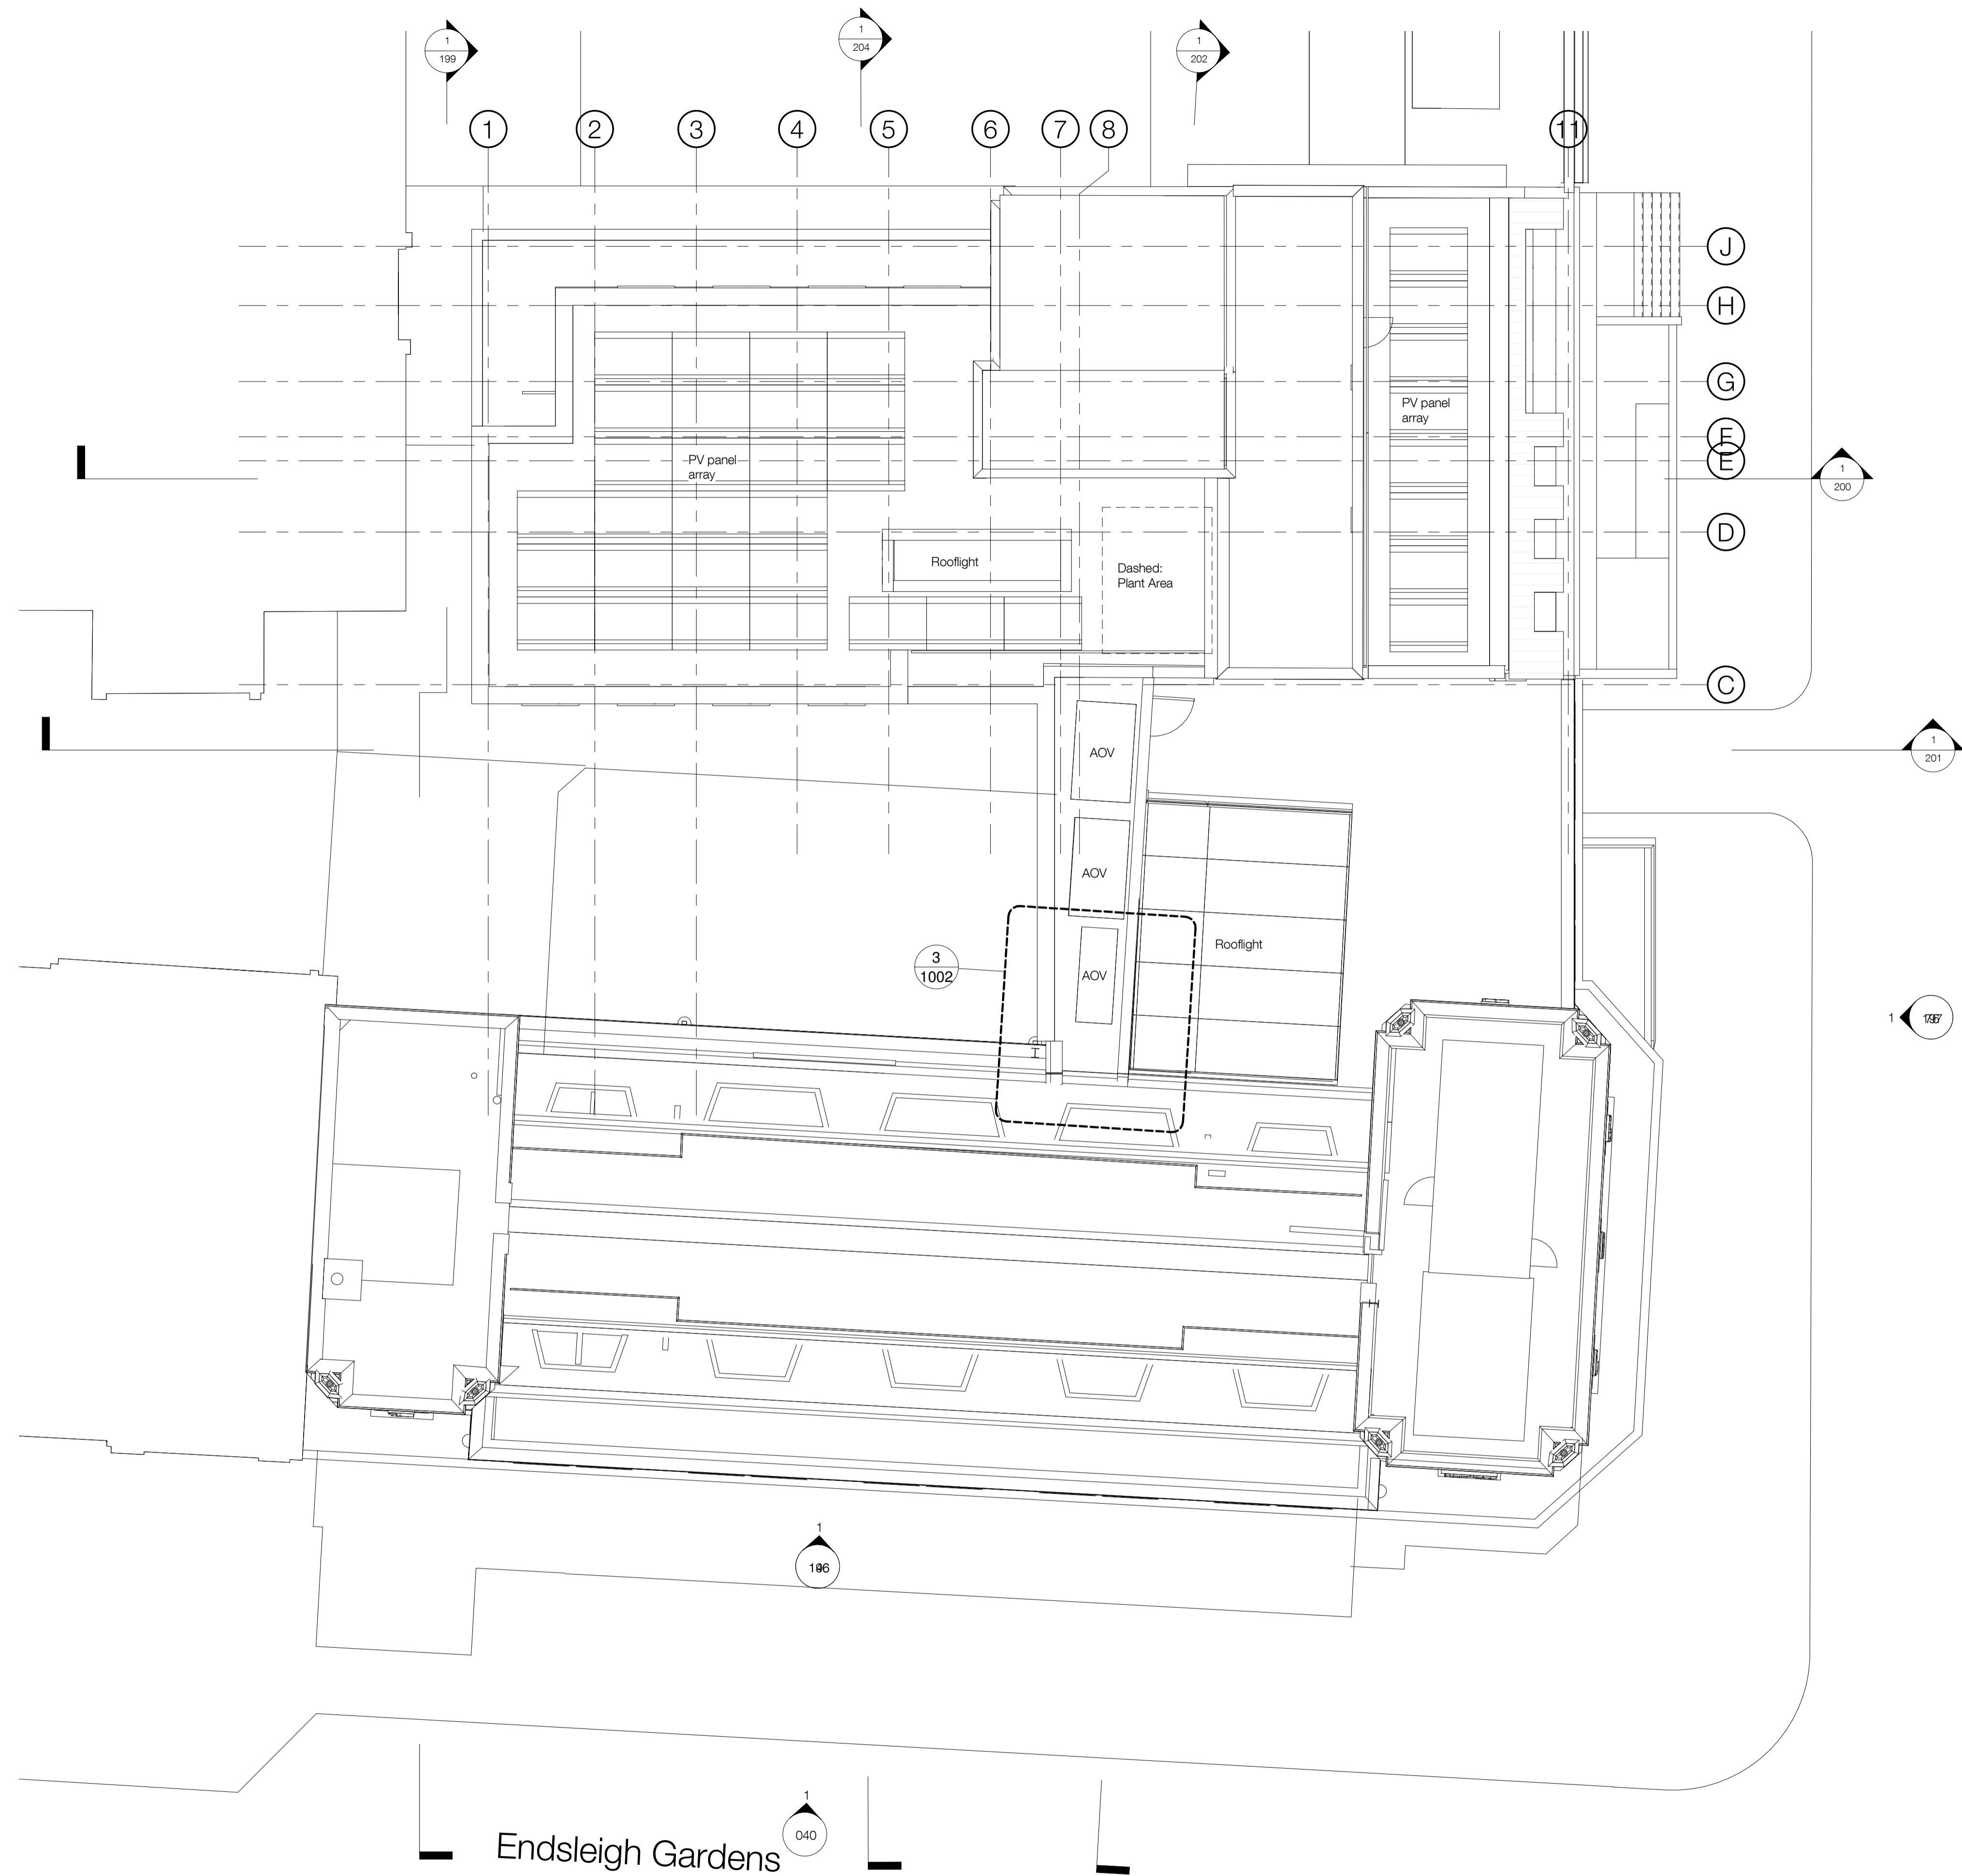 1
199
1
204
1
202
1
2
3
4
5
6
7
8
11
J
H
G
F
E
D
C
PV panel
array
PV panel
array
1
200
Rooflight
Dashed:
Plant Area
AOV
1
201
AOV
Rooflight
3
1002
AOV
1
1
1
040
Endsleigh Gardens